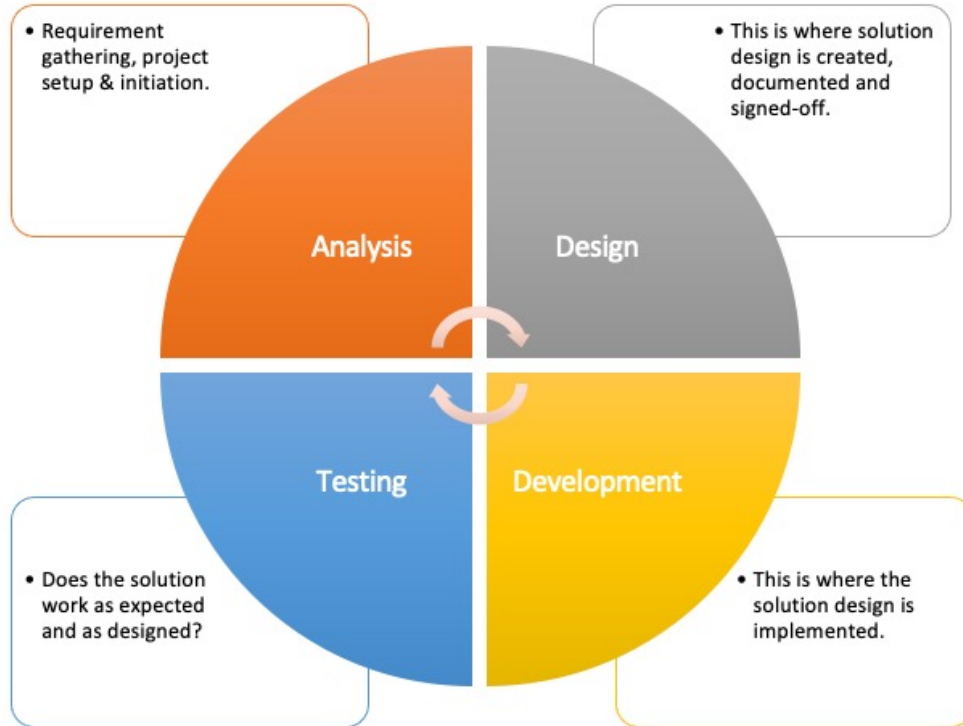 • Requirement
gathering, project
setup & initiation.
• This is where solution
design is created,
documented and
signed-off.
Analysis
Design
Testing
Development
• Does the solution
work as expected
and as designed?
• This is where the
solution design is
implemented.